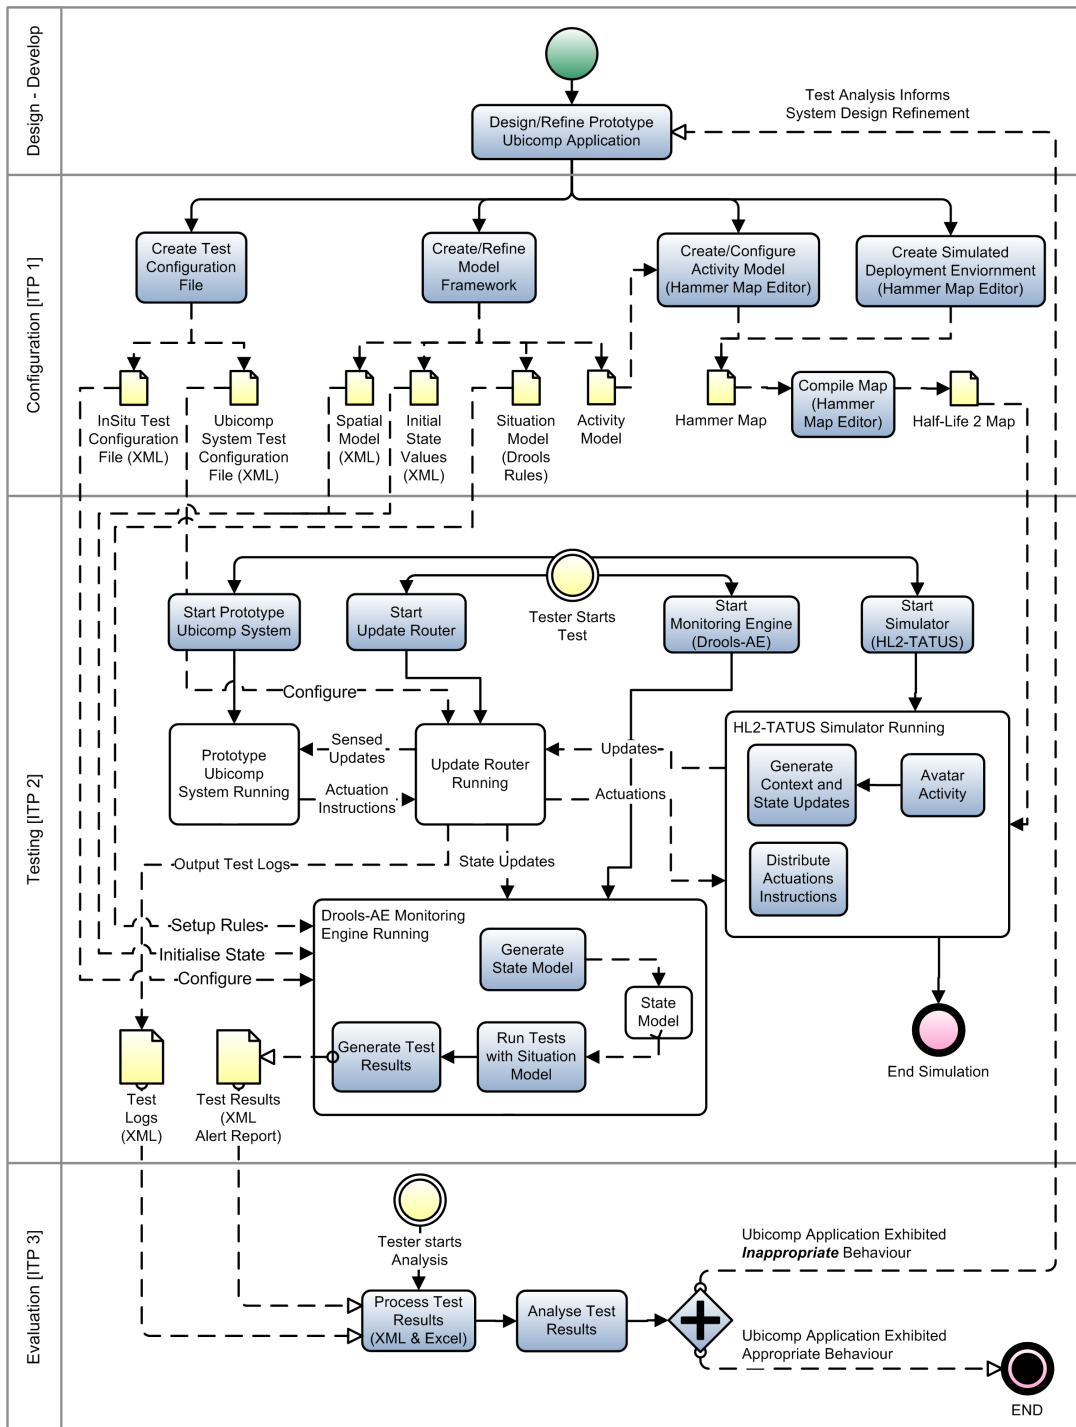 Design - Develop
Test Analysis Informs
System Design Refinement
Design/Refine Prototype
Ubicomp Application
Configuration [ITP 1]
Create Test
Configuration
File
Create/Refine
Model
Framework
Create/Configure
Activity Model
(Hammer Map Editor)
Create Simulated
Deployment Enviornment
(Hammer Map Editor)
InSitu Test
Configuration
File (XML)
Ubicomp
System Test
Configuration
File (XML)
Spatial
Model
(XML)
Initial
State
Values
(XML)
Situation
Model
(Drools
Rules)
Activity
Model
Hammer Map
Compile Map
(Hammer
Map Editor)
Half-Life 2 Map
Testing [ITP 2]
Start Prototype
Ubicomp System
Start
Update Router
Tester Starts
Test
Start
Monitoring Engine
(Drools-AE)
Start
Simulator
(HL2-TATUS)
Configure
Prototype
Ubicomp
System Running
Sensed
Updates
Actuation
Instructions
Update Router
Running
Updates
Actuations
HL2-TATUS Simulator Running
Generate
Context and
State Updates
Avatar
Activity
Distribute
Actuations
Instructions
Output Test Logs
State Updates
Setup Rules
Initialise State
Configure
Drools-AE Monitoring
Engine Running
Generate
State Model
State
Model
Run Tests
with Situation
Model
Generate Test
Results
End Simulation
Test
Logs
(XML)
Test Results
(XML
Alert Report)
Evaluation [ITP 3]
Tester starts
Analysis
Process Test
Results
(XML & Excel)
Analyse Test
Results
Ubicomp Application Exhibited
Inappropriate Behaviour
Ubicomp Application Exhibited
Appropriate Behaviour
END